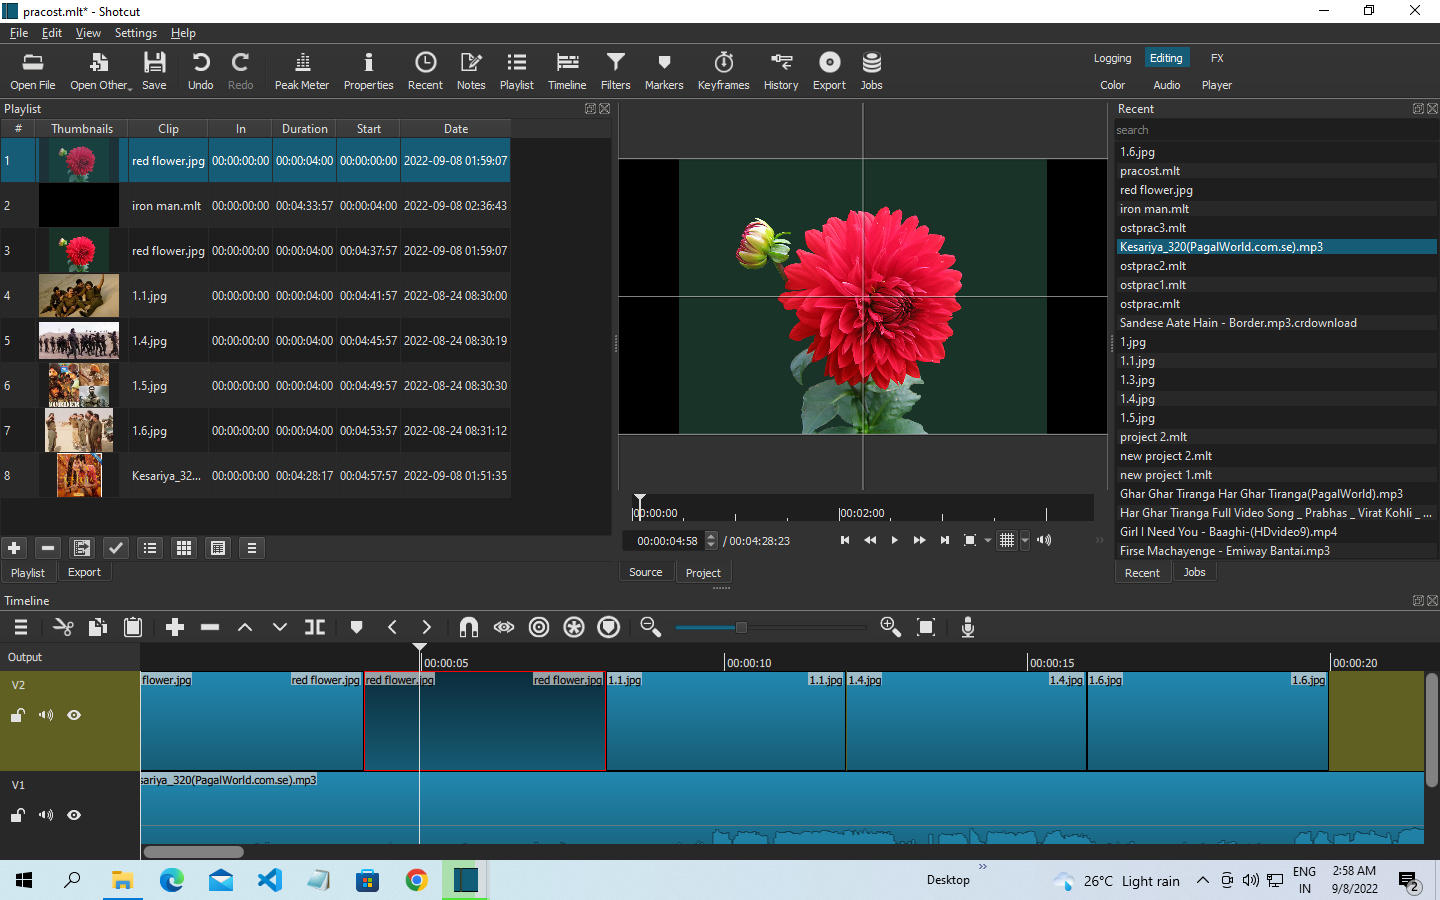 pracost.mlt* - Shotcut
File Edit View Settings Help
Open File Open Other Save Undo Redo Peak Meter Properties Recent Notes Playlist Timeline Filters Markers Keyframes History Export Jobs
Logging Editing FX
Color Audio Player
Playlist
# Thumbnails Clip In Duration Start Date
1 red flower.jpg 00:00:00:00 00:00:04:00 00:00:00:00 2022-09-08 01:59:07
2 iron man.mlt 00:00:00:00 00:04:33:57 00:00:04:00 2022-09-08 02:36:43
3 red flower.jpg 00:00:00:00 00:00:04:00 00:04:37:57 2022-09-08 01:59:07
4 1.1.jpg 00:00:00:00 00:00:04:00 00:04:41:57 2022-08-24 08:30:00
5 1.4.jpg 00:00:00:00 00:00:04:00 00:04:45:57 2022-08-24 08:30:19
6 1.5.jpg 00:00:00:00 00:00:04:00 00:04:49:57 2022-08-24 08:30:30
7 1.6.jpg 00:00:00:00 00:00:04:00 00:04:53:57 2022-08-24 08:31:12
8 Kesariya_32... 00:00:00:00 00:04:28:17 00:04:57:57 2022-09-08 01:51:35
Playlist Export
00:00:00 00:02:00
00:00:04:58 / 00:04:28:23
Source Project
Recent
search
1.6.jpg
pracost.mlt
red flower.jpg
iron man.mlt
ostprac3.mlt
Kesariya_320(PagalWorld.com.se).mp3
ostprac2.mlt
ostprac1.mlt
ostprac.mlt
Sandese Aate Hain - Border.mp3.crdownload
1.jpg
1.1.jpg
1.3.jpg
1.4.jpg
1.5.jpg
project 2.mlt
new project 2.mlt
new project 1.mlt
Ghar Ghar Tiranga Har Ghar Tiranga(PagalWorld).mp3
Har Ghar Tiranga Full Video Song _ Prabhas _ Virat Kohli _ ...
Girl I Need You - Baaghi-(HDvideo9).mp4
Firse Machayenge - Emiway Bantai.mp3
Recent Jobs
Timeline
Output
00:00:05 00:00:10 00:00:15 00:00:20
V2
flower.jpg red flower.jpg red flower.jpg red flower.jpg 1.1.jpg 1.1.jpg 1.4.jpg 1.4.jpg 1.6.jpg 1.6.jpg
V1
sariya_320(PagalWorld.com.se).mp3
Desktop
26°C Light rain
ENG
IN
2:58 AM
9/8/2022
2